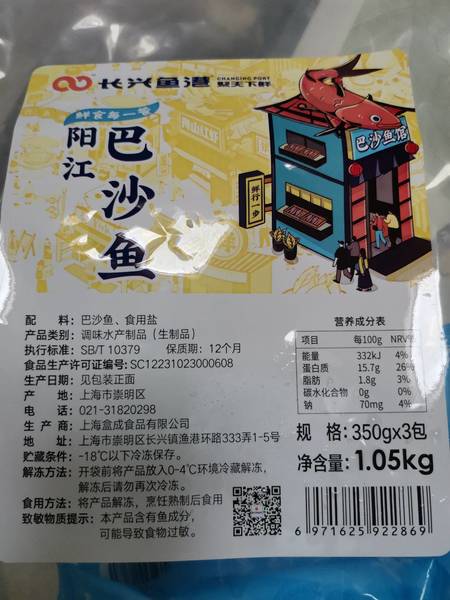 长兴鱼港
CHANGING PORT
墅天下鲜
鲜食每一馆
阳江
巴沙鱼
巴沙鱼馆
鲜行一步
配 料：巴沙鱼、食用盐
产品类别：调味水产制品（生制品）
执行标准：SB/T 10379 保质期：12个月
食品生产许可证编号：SC12231023000608
生产日期：见包装正面
产 地：上海市崇明区
电 话：021-31820298
生 产 商：上海盒成食品有限公司
地 址：上海市崇明区长兴镇渔港环路333弄1-5号
贮藏条件：-18℃以下冷冻保存。
解冻方法：开袋前将产品放入0-4℃环境冷藏解冻，
解冻后请勿再次冷冻。
食用方法：将产品解冻，烹饪熟制后食用
致敏物质提示：本产品含有鱼成分，
可能导致食物过敏。
营养成分表
项目 每100g NRV%
能量 332kJ 4%
蛋白质 15.7g 26%
脂肪 1.8g 3%
碳水化合物 0g 0%
钠 70mg 4%
规 格：350gx3包
净含量：1.05kg
6 971625 922869